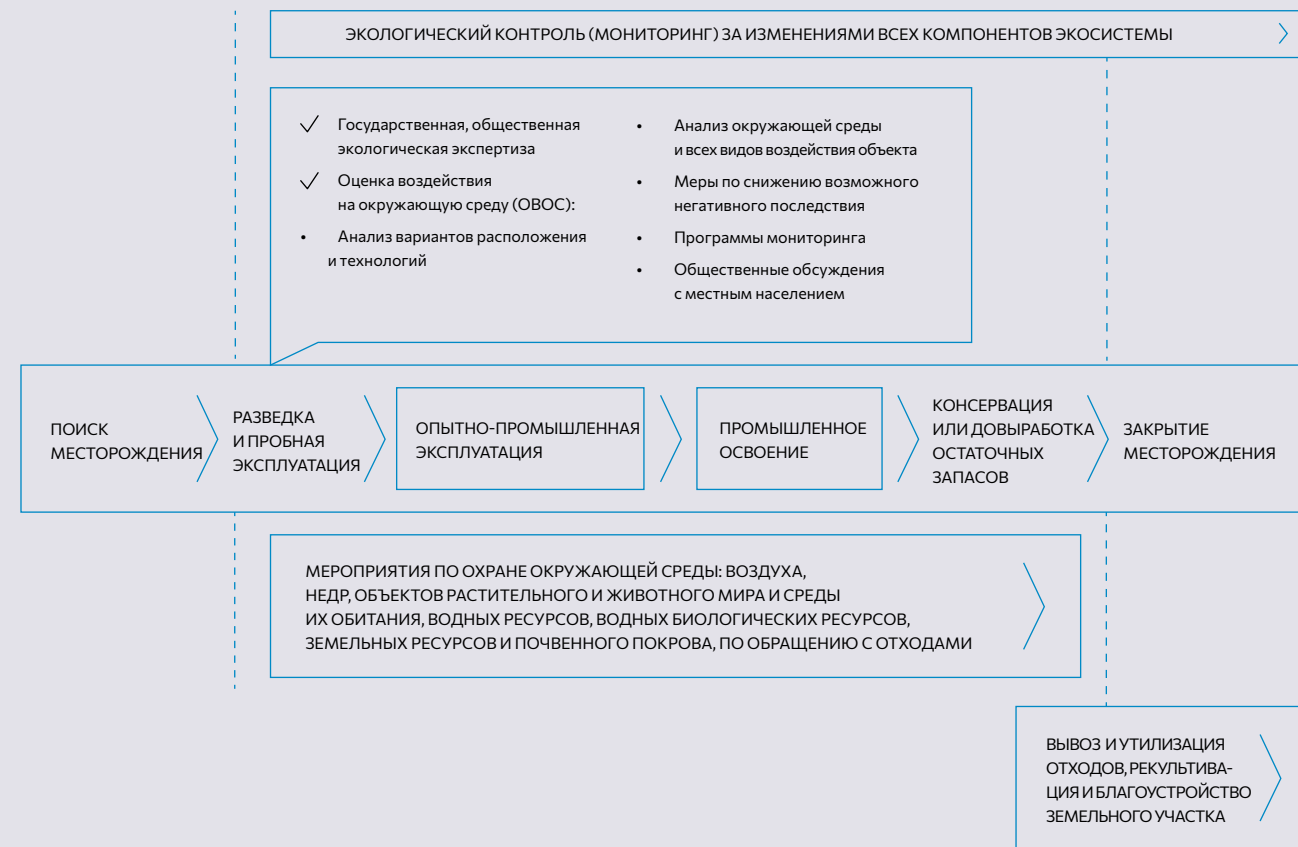 ЭКОЛОГИЧЕСКИЙ КОНТРОЛЬ (МОНИТОРИНГ) ЗА ИЗМЕНЕНИЯМИ ВСЕХ КОМПОНЕНТОВ ЭКОСИСТЕМЫ
✓ Государственная, общественная
экологическая экспертиза
✓ Оценка воздействия
на окружающую среду (ОВОС):
• Анализ вариантов расположения
и технологий
• Анализ окружающей среды
и всех видов воздействия объекта
• Меры по снижению возможного
негативного последствия
• Программы мониторинга
• Общественные обсуждения
с местным населением
ПОИСК
МЕСТОРОЖДЕНИЯ
РАЗВЕДКА
И ПРОБНАЯ
ЭКСПЛУАТАЦИЯ
ОПЫТНО-ПРОМЫШЛЕННАЯ
ЭКСПЛУАТАЦИЯ
ПРОМЫШЛЕННОЕ
ОСВОЕНИЕ
КОНСЕРВАЦИЯ
ИЛИ ДОВЫРАБОТКА
ОСТАТОЧНЫХ
ЗАПАСОВ
ЗАКРЫТИЕ
МЕСТОРОЖДЕНИЯ
МЕРОПРИЯТИЯ ПО ОХРАНЕ ОКРУЖАЮЩЕЙ СРЕДЫ: ВОЗДУХА,
НЕДР, ОБЪЕКТОВ РАСТИТЕЛЬНОГО И ЖИВОТНОГО МИРА И СРЕДЫ
ИХ ОБИТАНИЯ, ВОДНЫХ РЕСУРСОВ, ВОДНЫХ БИОЛОГИЧЕСКИХ РЕСУРСОВ,
ЗЕМЕЛЬНЫХ РЕСУРСОВ И ПОЧВЕННОГО ПОКРОВА, ПО ОБРАЩЕНИЮ С ОТХОДАМИ
ВЫВОЗ И УТИЛИЗАЦИЯ
ОТХОДОВ, РЕКУЛЬТИВА-
ЦИЯ И БЛАГОУСТРОЙСТВО
ЗЕМЕЛЬНОГО УЧАСТКА